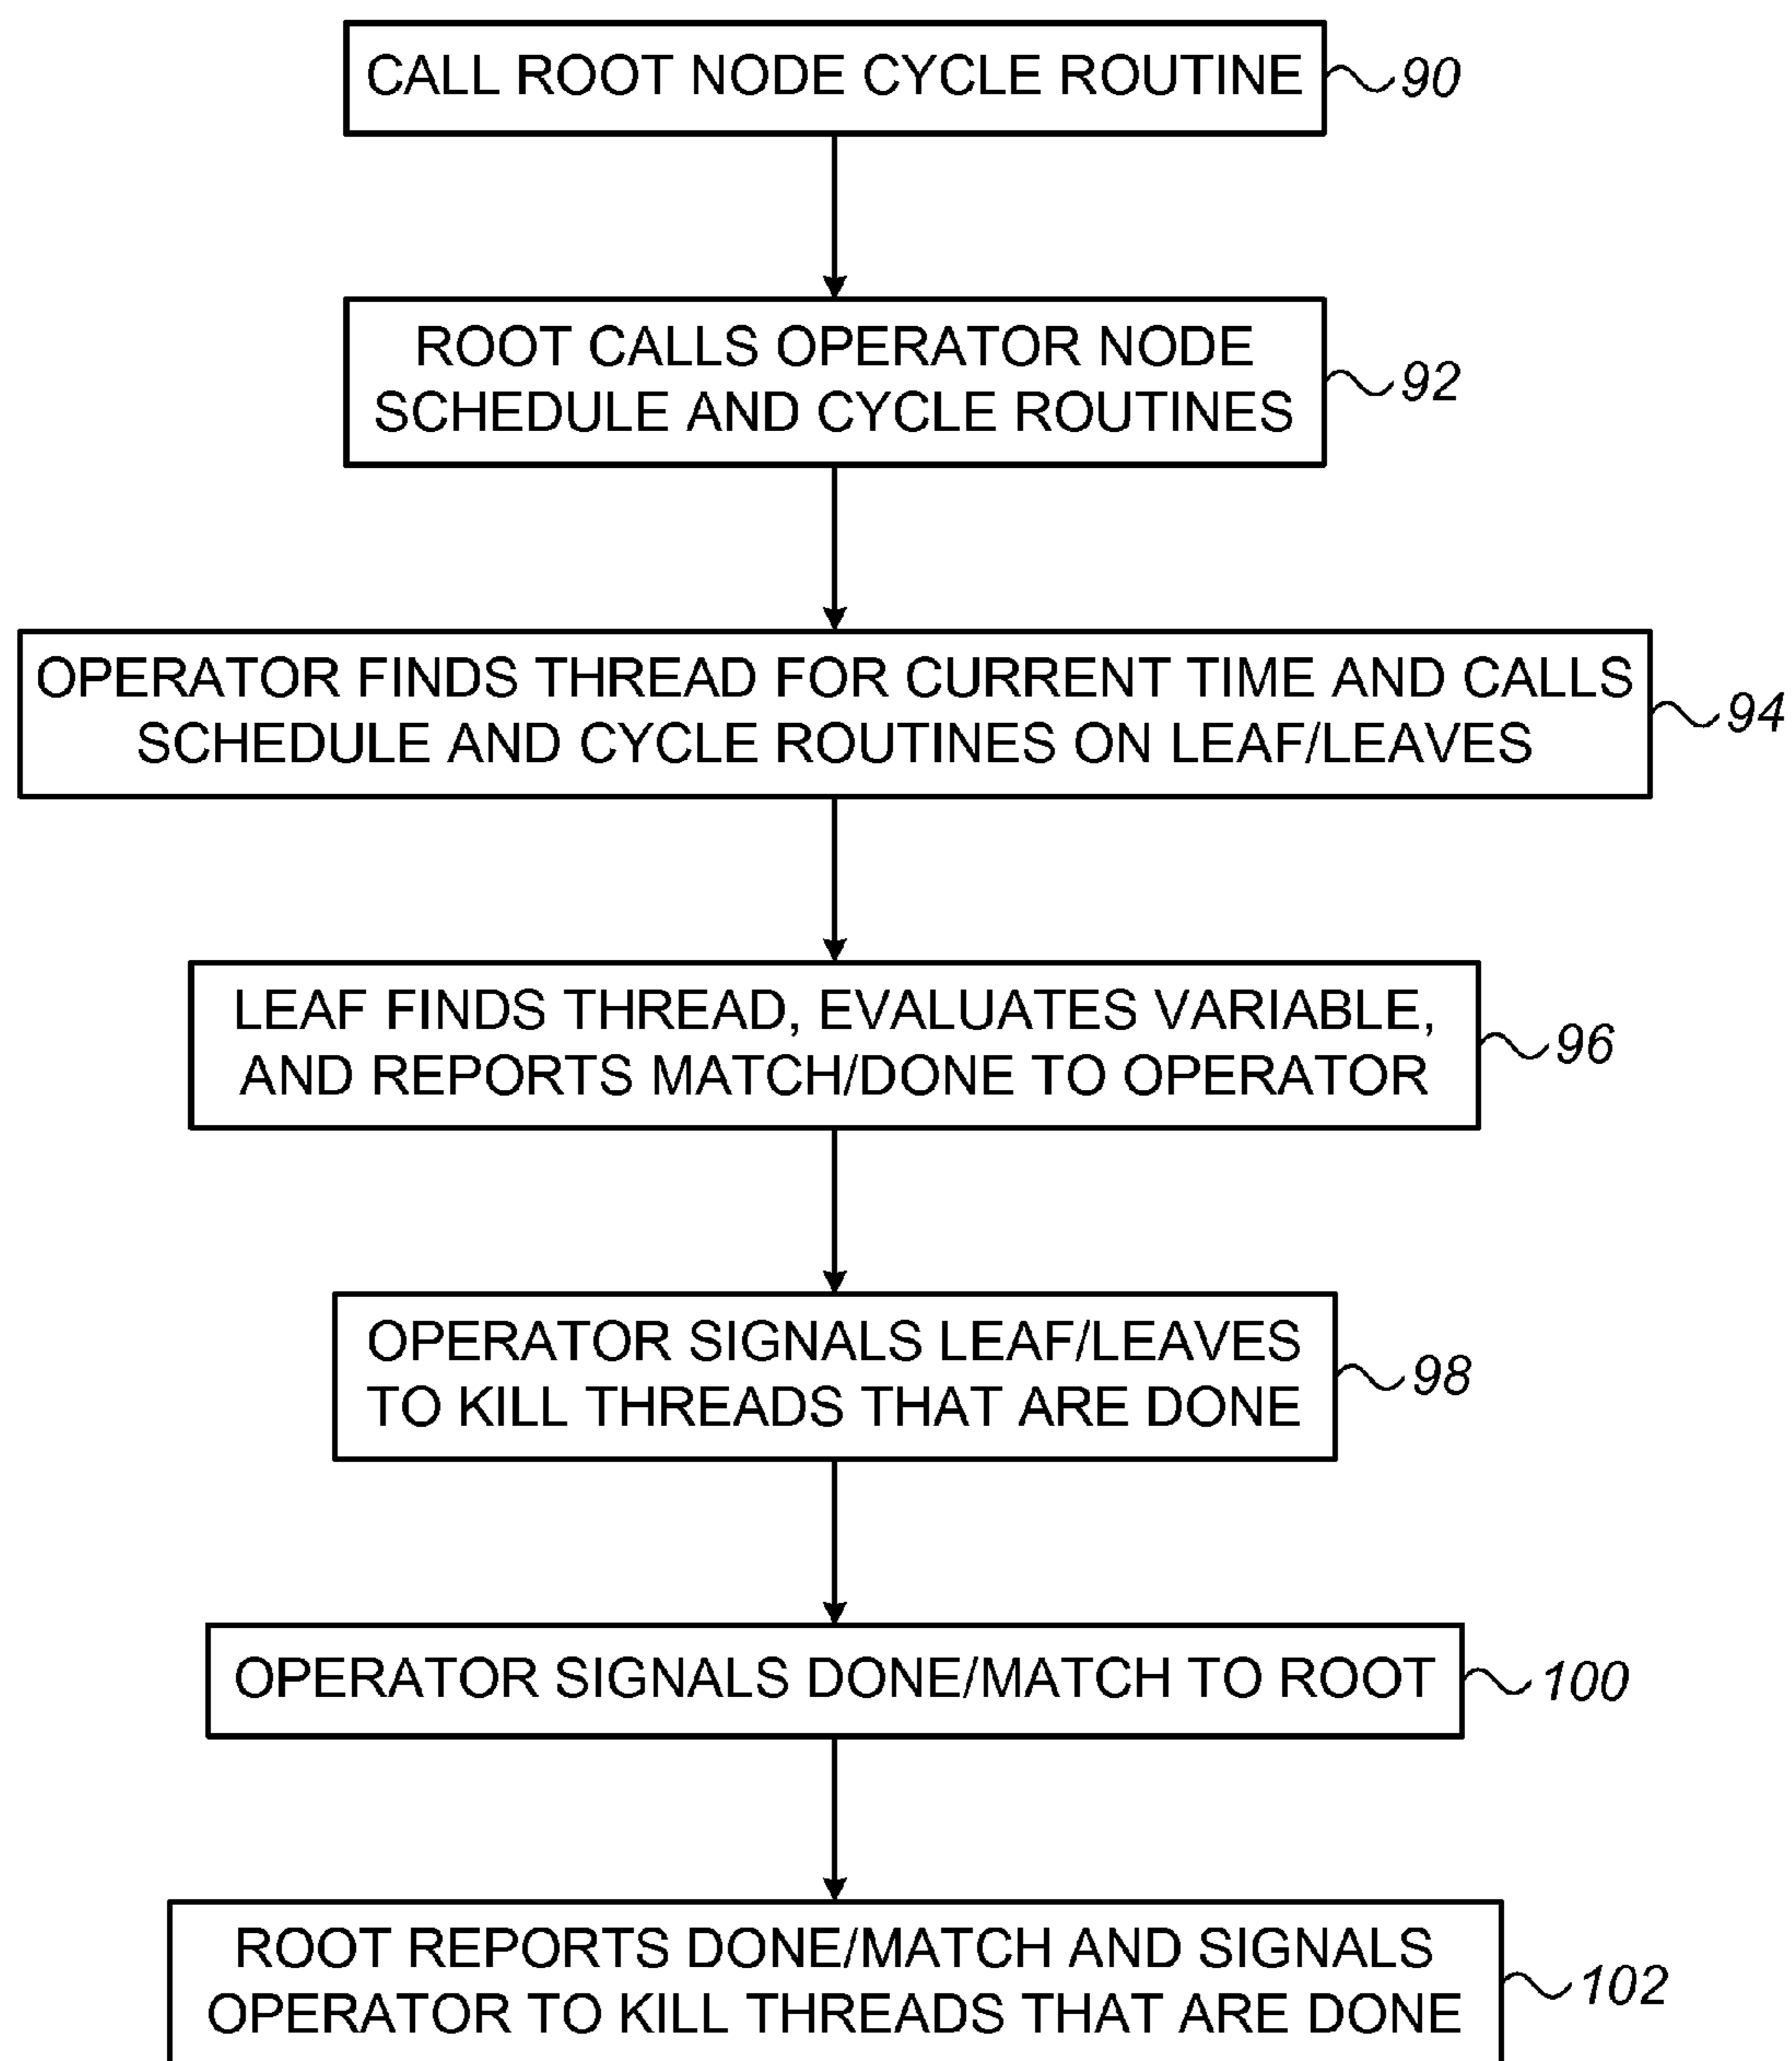 CALL ROOT NODE CYCLE ROUTINE
90
ROOT CALLS OPERATOR NODE
SCHEDULE AND CYCLE ROUTINES
92
OPERATOR FINDS THREAD FOR CURRENT TIME AND CALLS
SCHEDULE AND CYCLE ROUTINES ON LEAF/LEAVES
94
LEAF FINDS THREAD, EVALUATES VARIABLE,
AND REPORTS MATCH/DONE TO OPERATOR
96
OPERATOR SIGNALS LEAF/LEAVES
TO KILL THREADS THAT ARE DONE
98
OPERATOR SIGNALS DONE/MATCH TO ROOT
100
ROOT REPORTS DONE/MATCH AND SIGNALS
OPERATOR TO KILL THREADS THAT ARE DONE
102